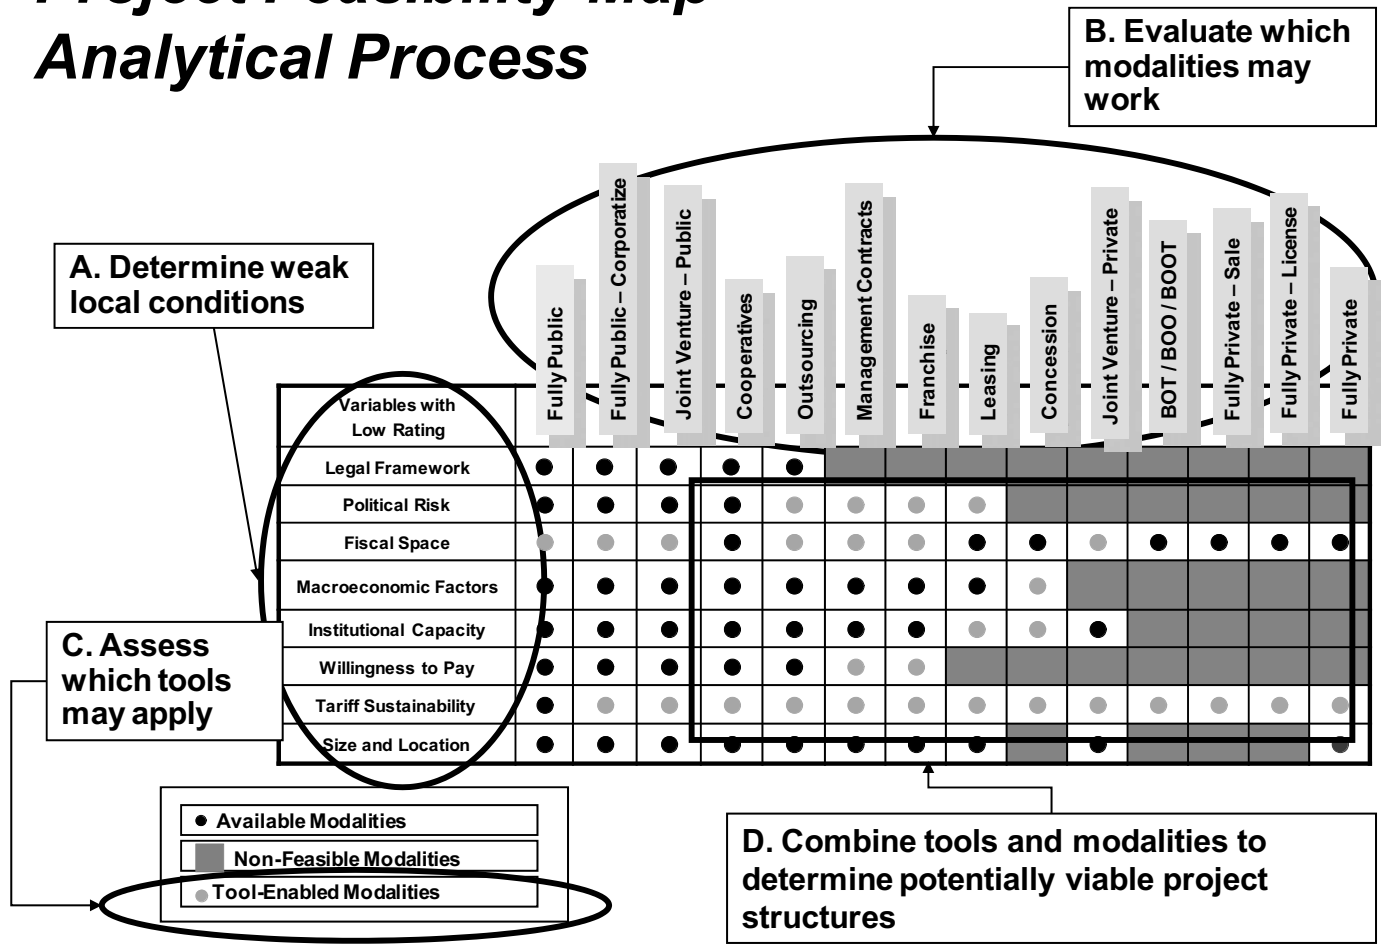 Project Feasibility Map
Analytical Process
B. Evaluate which
modalities may
work
A. Determine weak
local conditions
Fully Public
Fully Public – Corporatize
Joint Venture – Public
Cooperatives
Outsourcing
Management Contracts
Franchise
Leasing
Concession
Joint Venture – Private
BOT / BOO / BOOT
Fully Private – Sale
Fully Private – License
Fully Private
Variables with
Low Rating
Legal Framework
Political Risk
Fiscal Space
Macroeconomic Factors
Institutional Capacity
Willingness to Pay
Tariff Sustainability
Size and Location
C. Assess
which tools
may apply
Available Modalities
Non-Feasible Modalities
Tool-Enabled Modalities
D. Combine tools and modalities to
determine potentially viable project
structures